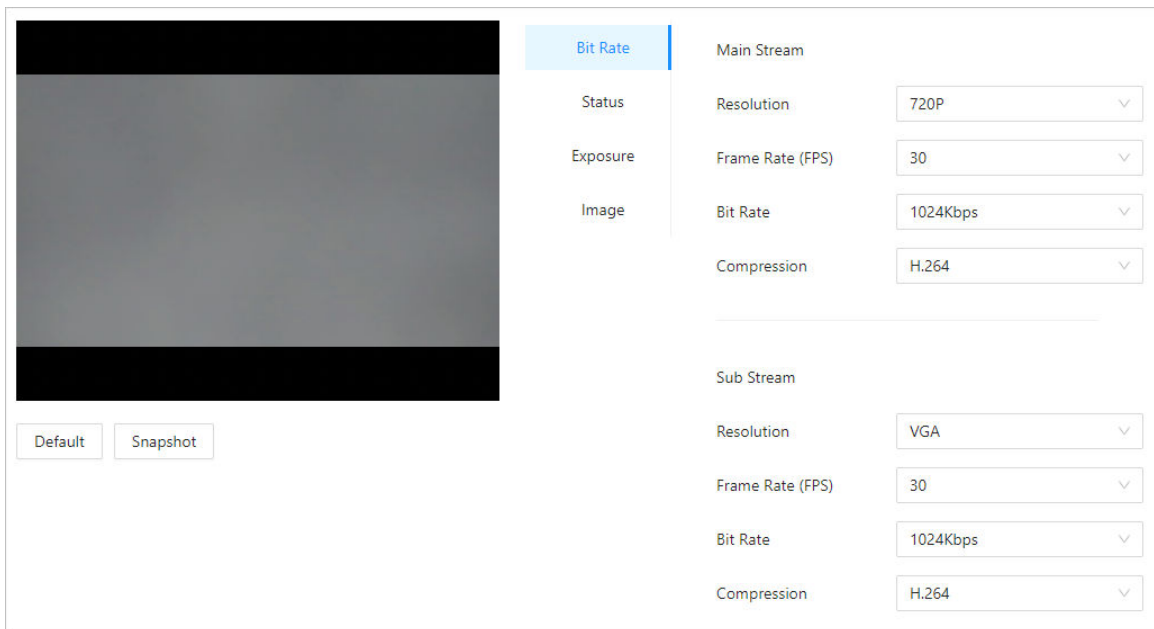 Bit Rate
Status
Exposure
Image
Main Stream
Resolution 720P
Frame Rate (FPS) 30
Bit Rate 1024Kbps
Compression H.264
Sub Stream
Resolution VGA
Frame Rate (FPS) 30
Bit Rate 1024Kbps
Compression H.264
Default Snapshot